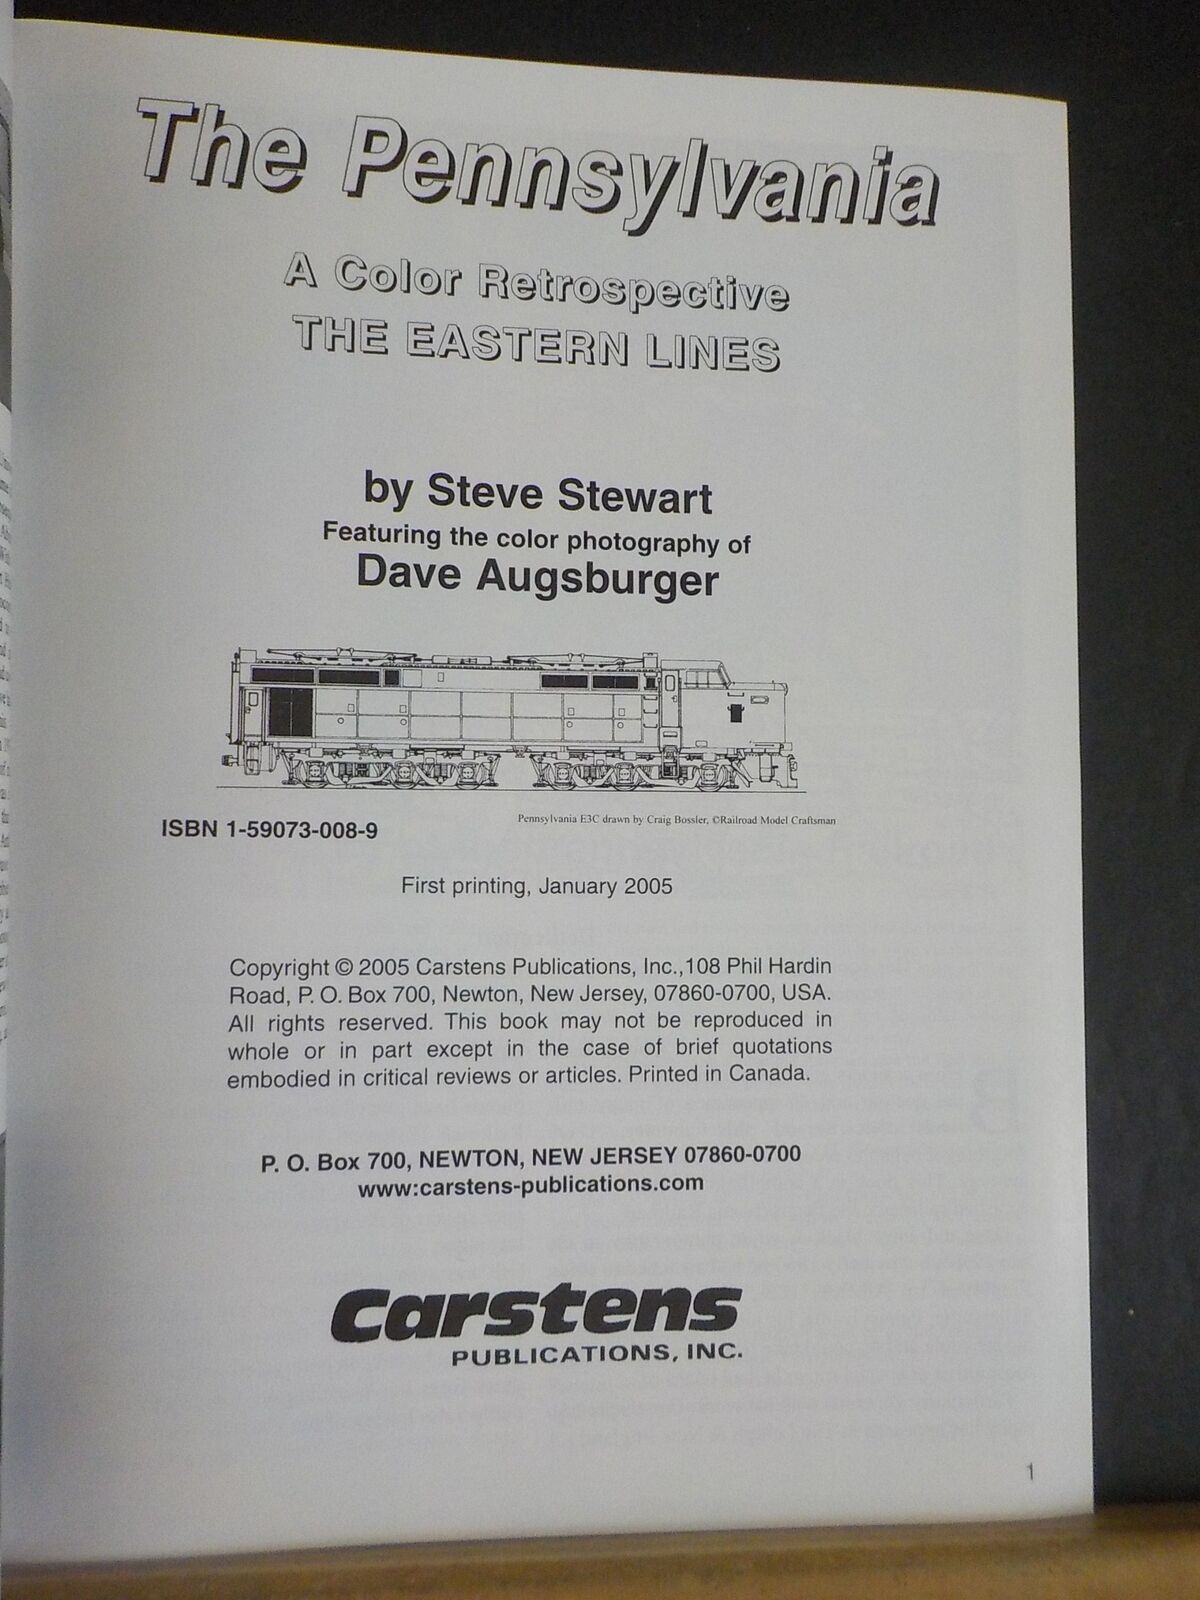 The Pennsylvania
A Color Retrospective
THE EASTERN LINES
by Steve Stewart
Featuring the color photography of
Dave Augsburger
Pennsylvania E3C drawn by Craig Bossler, ©Railroad Model Craftsman
ISBN 1-59073-008-9
First printing, January 2005
Copyright © 2005 Carstens Publications, Inc.,108 Phil Hardin
Road, P. O. Box 700, Newton, New Jersey, 07860-0700, USA.
All rights reserved. This book may not be reproduced in
whole or in part except in the case of brief quotations
embodied in critical reviews or articles. Printed in Canada.
P. O. Box 700, NEWTON, NEW JERSEY 07860-0700
www:carstens-publications.com
Carstens
PUBLICATIONS, INC.
1